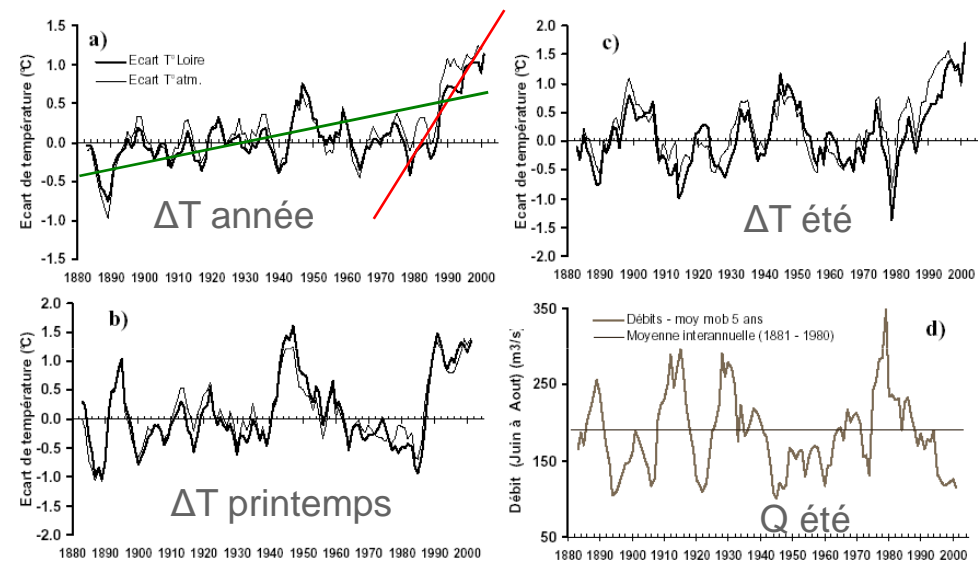 a)
Ecart T°Loire
Ecart T°atm.
Ecart de température (°C)
1.5
1.0
0.5
0.0
-0.5
-1.0
-1.5
ΔT année
1880 1890 1900 1910 1920 1930 1940 1950 1960 1970 1980 1990 2000
c)
Ecart de température (°C)
2.0
1.5
1.0
0.5
0.0
-0.5
-1.0
-1.5
-2.0
ΔT été
1880 1890 1900 1910 1920 1930 1940 1950 1960 1970 1980 1990 2000
b)
Ecart de température (°C)
2.0
1.5
1.0
0.5
0.0
-0.5
-1.0
-1.5
-2.0
ΔT printemps
1880 1890 1900 1910 1920 1930 1940 1950 1960 1970 1980 1990 2000
d)
Débits - moy mob 5 ans
Moyenne interannuelle (1881 - 1980)
Débit (Juin à Aout) (m3/s)
350
250
150
50
Q été
1880 1890 1900 1910 1920 1930 1940 1950 1960 1970 1980 1990 2000